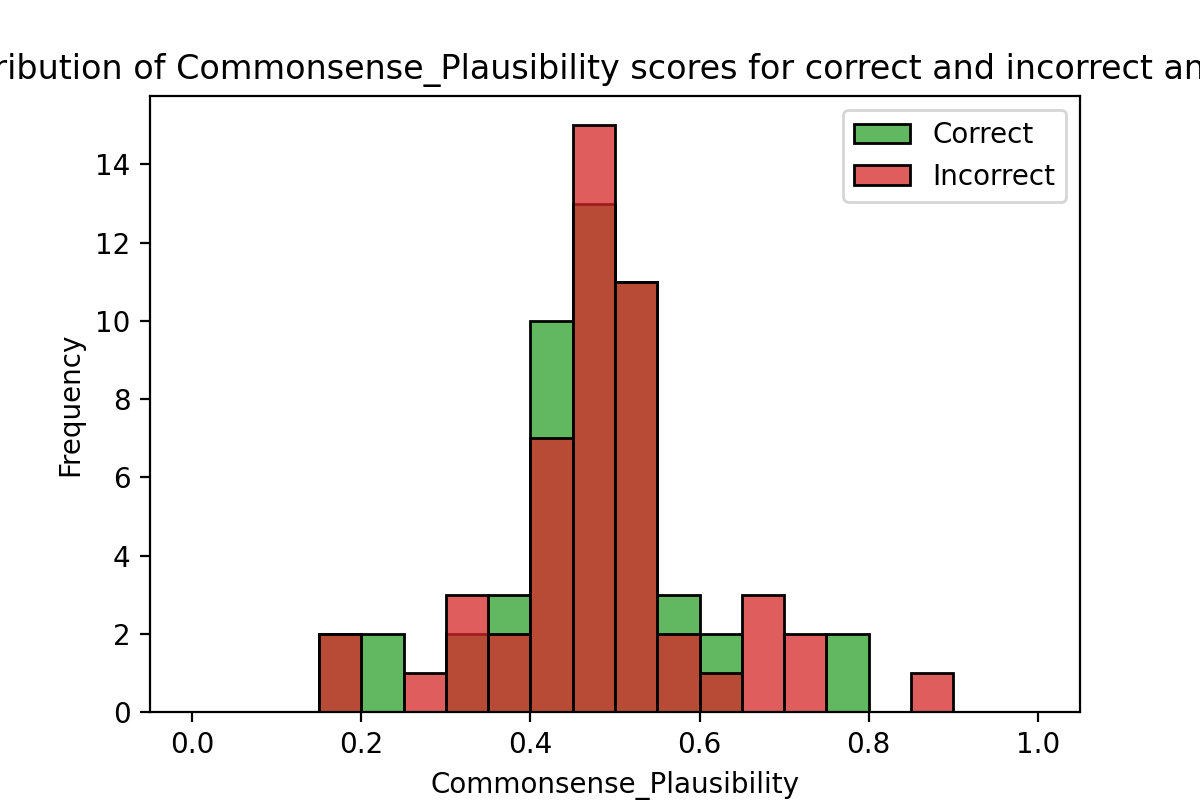 ribution of Commonsense_Plausibility scores for correct and incorrect an
Correct
Incorrect
14
12
10
8
6
4
2
0
Frequency
0.0 0.2 0.4 0.6 0.8 1.0
Commonsense_Plausibility